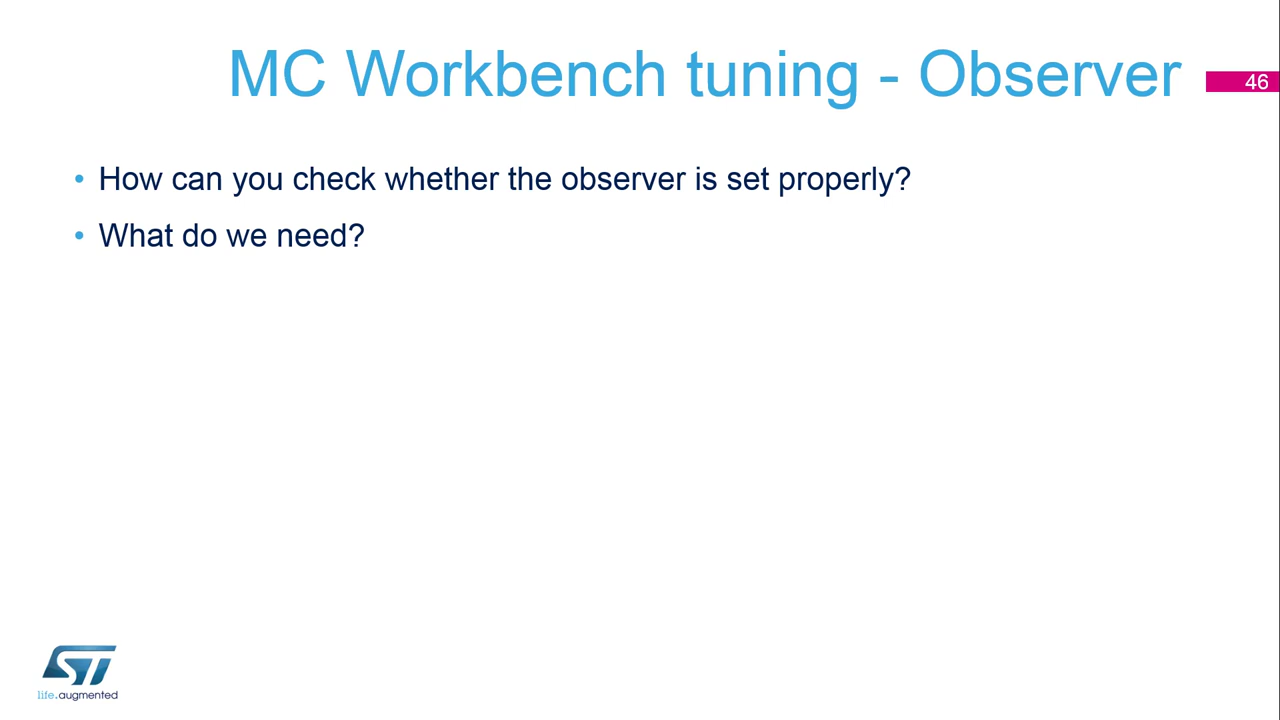 MC Workbench tuning - Observer
46
• How can you check whether the observer is set properly?
• What do we need?
ST
life.augmented